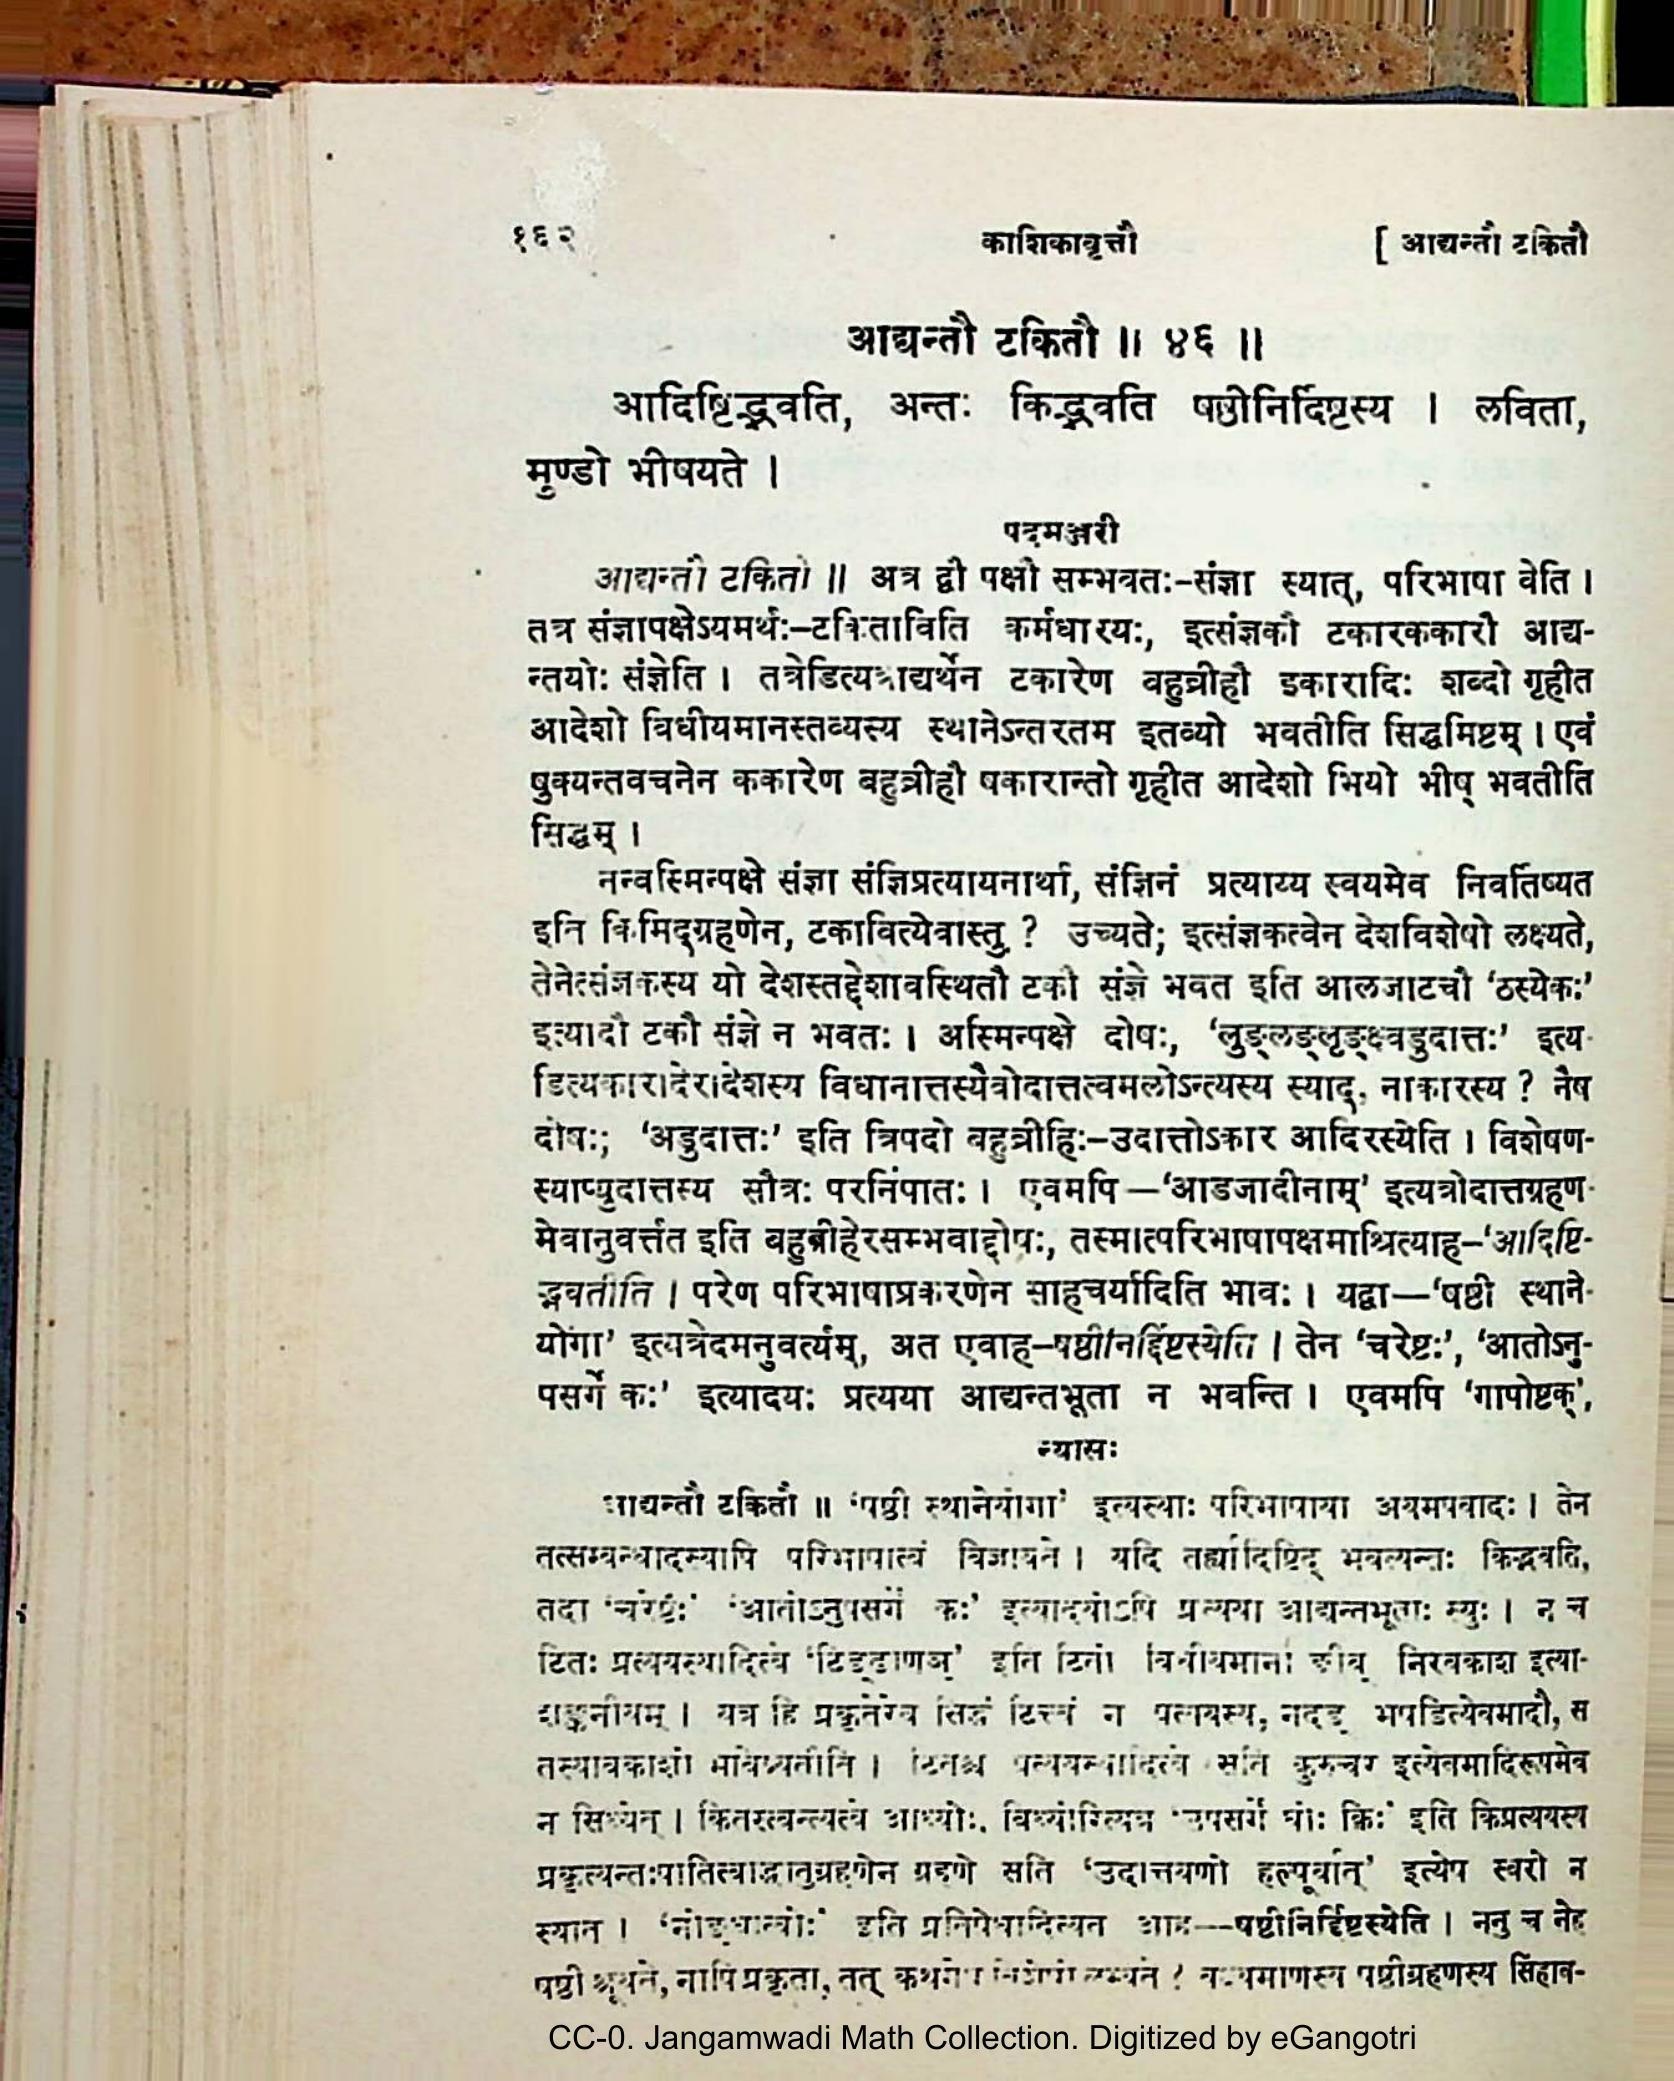 १६२ काशिकावृत्तौ [ आद्यन्तौ टकितौ
आद्यन्तौ टकितौ ॥ ४६ ॥
आदिष्टिद्भवति, अन्तः किद्भवति षष्ठीनिर्दिष्टस्य । लविता,
मुण्डो भीषयते ।
पदमञ्जरी
आद्यन्तौ टकितौ ॥ अत्र द्वौ पक्षौ सम्भवतः–संज्ञा स्यात्, परिभाषा वेति ।
तत्र संज्ञापक्षेऽयमर्थः–टकिताविति कर्मधारयः, इत्संज्ञकौ टकारककारौ आद्य-
न्तयोः संज्ञेति । तत्रेडित्यत्राद्यर्थेन टकारेण बहुव्रीहौ इकारादिः शब्दो गृहीत
आदेशो विधीयमानस्तव्यस्य स्थानेऽन्तरतम इतव्यो भवतीति सिद्धमिष्टम् । एवं
षुक्यन्तवचनेन ककारेण बहुव्रीहौ षकारान्तो गृहीत आदेशो भियो भीष् भवतीति
सिद्धम् ।
नन्वस्मिन्पक्षे संज्ञा संज्ञिप्रत्यायनार्था, संज्ञिनं प्रत्याय्य स्वयमेव निवर्तिष्यत
इति किमिद्ग्रहणेन, टकावित्येवास्तु ? उच्यते; इत्संज्ञकत्वेन देशविशेषो लक्ष्यते,
तेनेत्संज्ञकस्य यो देशस्तद्देशावस्थितौ टकौ संज्ञे भवत इति आलजाटचौ ‘ठस्येकः’
इत्यादौ टकौ संज्ञे न भवतः । अस्मिन्पक्षे दोषः, ‘लुङ्लङ्लृङ्क्ष्वडुदात्तः’ इत्य-
डित्यकारादेरादेशस्य विधानात्तस्यैवोदात्तत्वमलोऽन्त्यस्य स्याद्, नाकारस्य ? नैष
दोषः; ‘अडुदात्तः’ इति त्रिपदो बहुव्रीहिः–उदात्तोऽकार आदिरस्येति । विशेषण-
स्याप्युदात्तस्य सौत्रः परनिपातः । एवमपि —‘आडजादीनाम्’ इत्यत्रोदात्तग्रहण-
मेवानुवर्त्तत इति बहुव्रीहेरसम्भवाद्दोषः, तस्मात्परिभाषापक्षमाश्रित्याह–‘आदिष्टि-
द्भवतीति । परेण परिभाषाप्रकरणेन साहचर्यादिति भावः । यद्वा—‘षष्ठी स्थाने-
योगा’ इत्यत्रेदमनुवर्त्यम्, अत एवाह–षष्ठीनिर्द्दिष्टस्येति । तेन ‘चरेष्टः’, ‘आतोऽनु-
पसर्गे कः’ इत्यादयः प्रत्यया आद्यन्तभूता न भवन्ति । एवमपि ‘गापोष्टक्’,
न्यासः
आद्यन्तौ टकितौ ॥ ‘षष्ठी स्थानेयोगा’ इत्यस्याः परिभाषाया अयमपवादः । तेन
तत्सम्बन्धादस्यापि परिभाषात्वं विज्ञायते । यदि तर्ह्यादिष्टिद् भवत्यन्तः किद्भवति,
तदा ‘चरेष्टः’ ‘आतोऽनुपसर्गे कः’ इत्यादयोऽपि प्रत्यया आद्यन्तभूताः स्युः । न च
टितः प्रत्ययस्यादित्वे ‘टिड्ढाणञ्’ इति टितो विधीयमानो ङीब् निरवकाश इत्या-
शङ्कनीयम् । यत्र हि प्रकृतेरेव सिद्धं टित्त्वं न प्रत्ययस्य, नदट् भषडित्येवमादौ, स
तस्यावकाशो भविष्यतीति । टितश्च प्रत्ययस्यादित्वे सति कुरुचर इत्येवमादिरूपमेव
न सिध्येत् । कितस्त्वन्त्यत्वे आध्योः, विध्योरित्यत्र ‘उपसर्गे घोः किः’ इति किप्रत्ययस्य
प्रकृत्यन्तःपातित्वाद्धातुग्रहणेन ग्रहणे सति ‘उदात्तयणो हल्पूर्वात्’ इत्येष स्वरो न
स्यात् । ‘नोङ्धात्वोः’ इति प्रतिषेधादित्यत आह—षष्ठीनिर्द्दिष्टस्येति । ननु च नेह
षष्ठी श्रूयते, नापि प्रकृता, तत् लभ्यते ? वक्ष्यमाणस्य षष्ठीग्रहणस्य सिंहाव-
CC-0. Jangamwadi Math Collection. Digitized by eGangotri